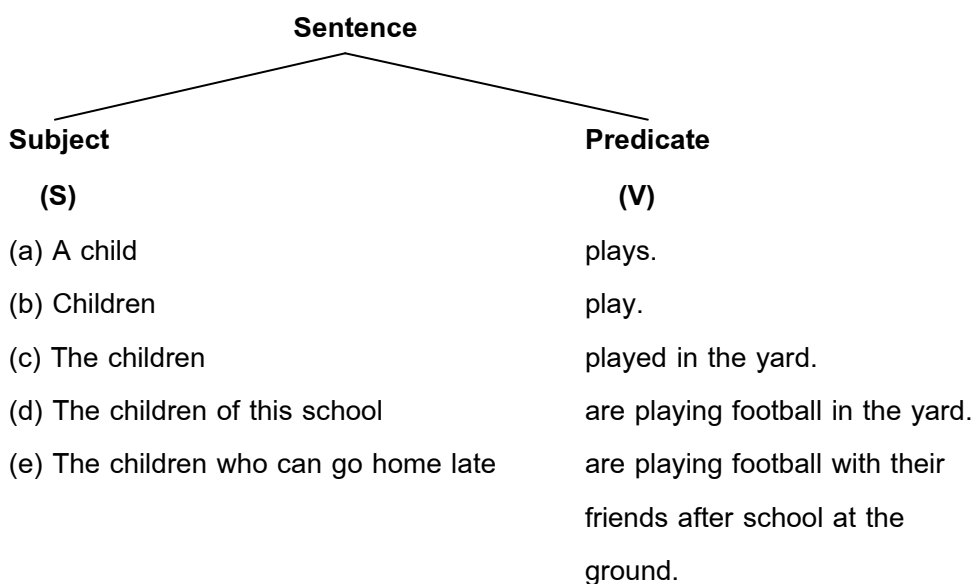 Sentence
Subject Predicate
(S) (V)
(a) A child plays.
(b) Children play.
(c) The children played in the yard.
(d) The children of this school are playing football in the yard.
(e) The children who can go home late are playing football with their
friends after school at the
ground.